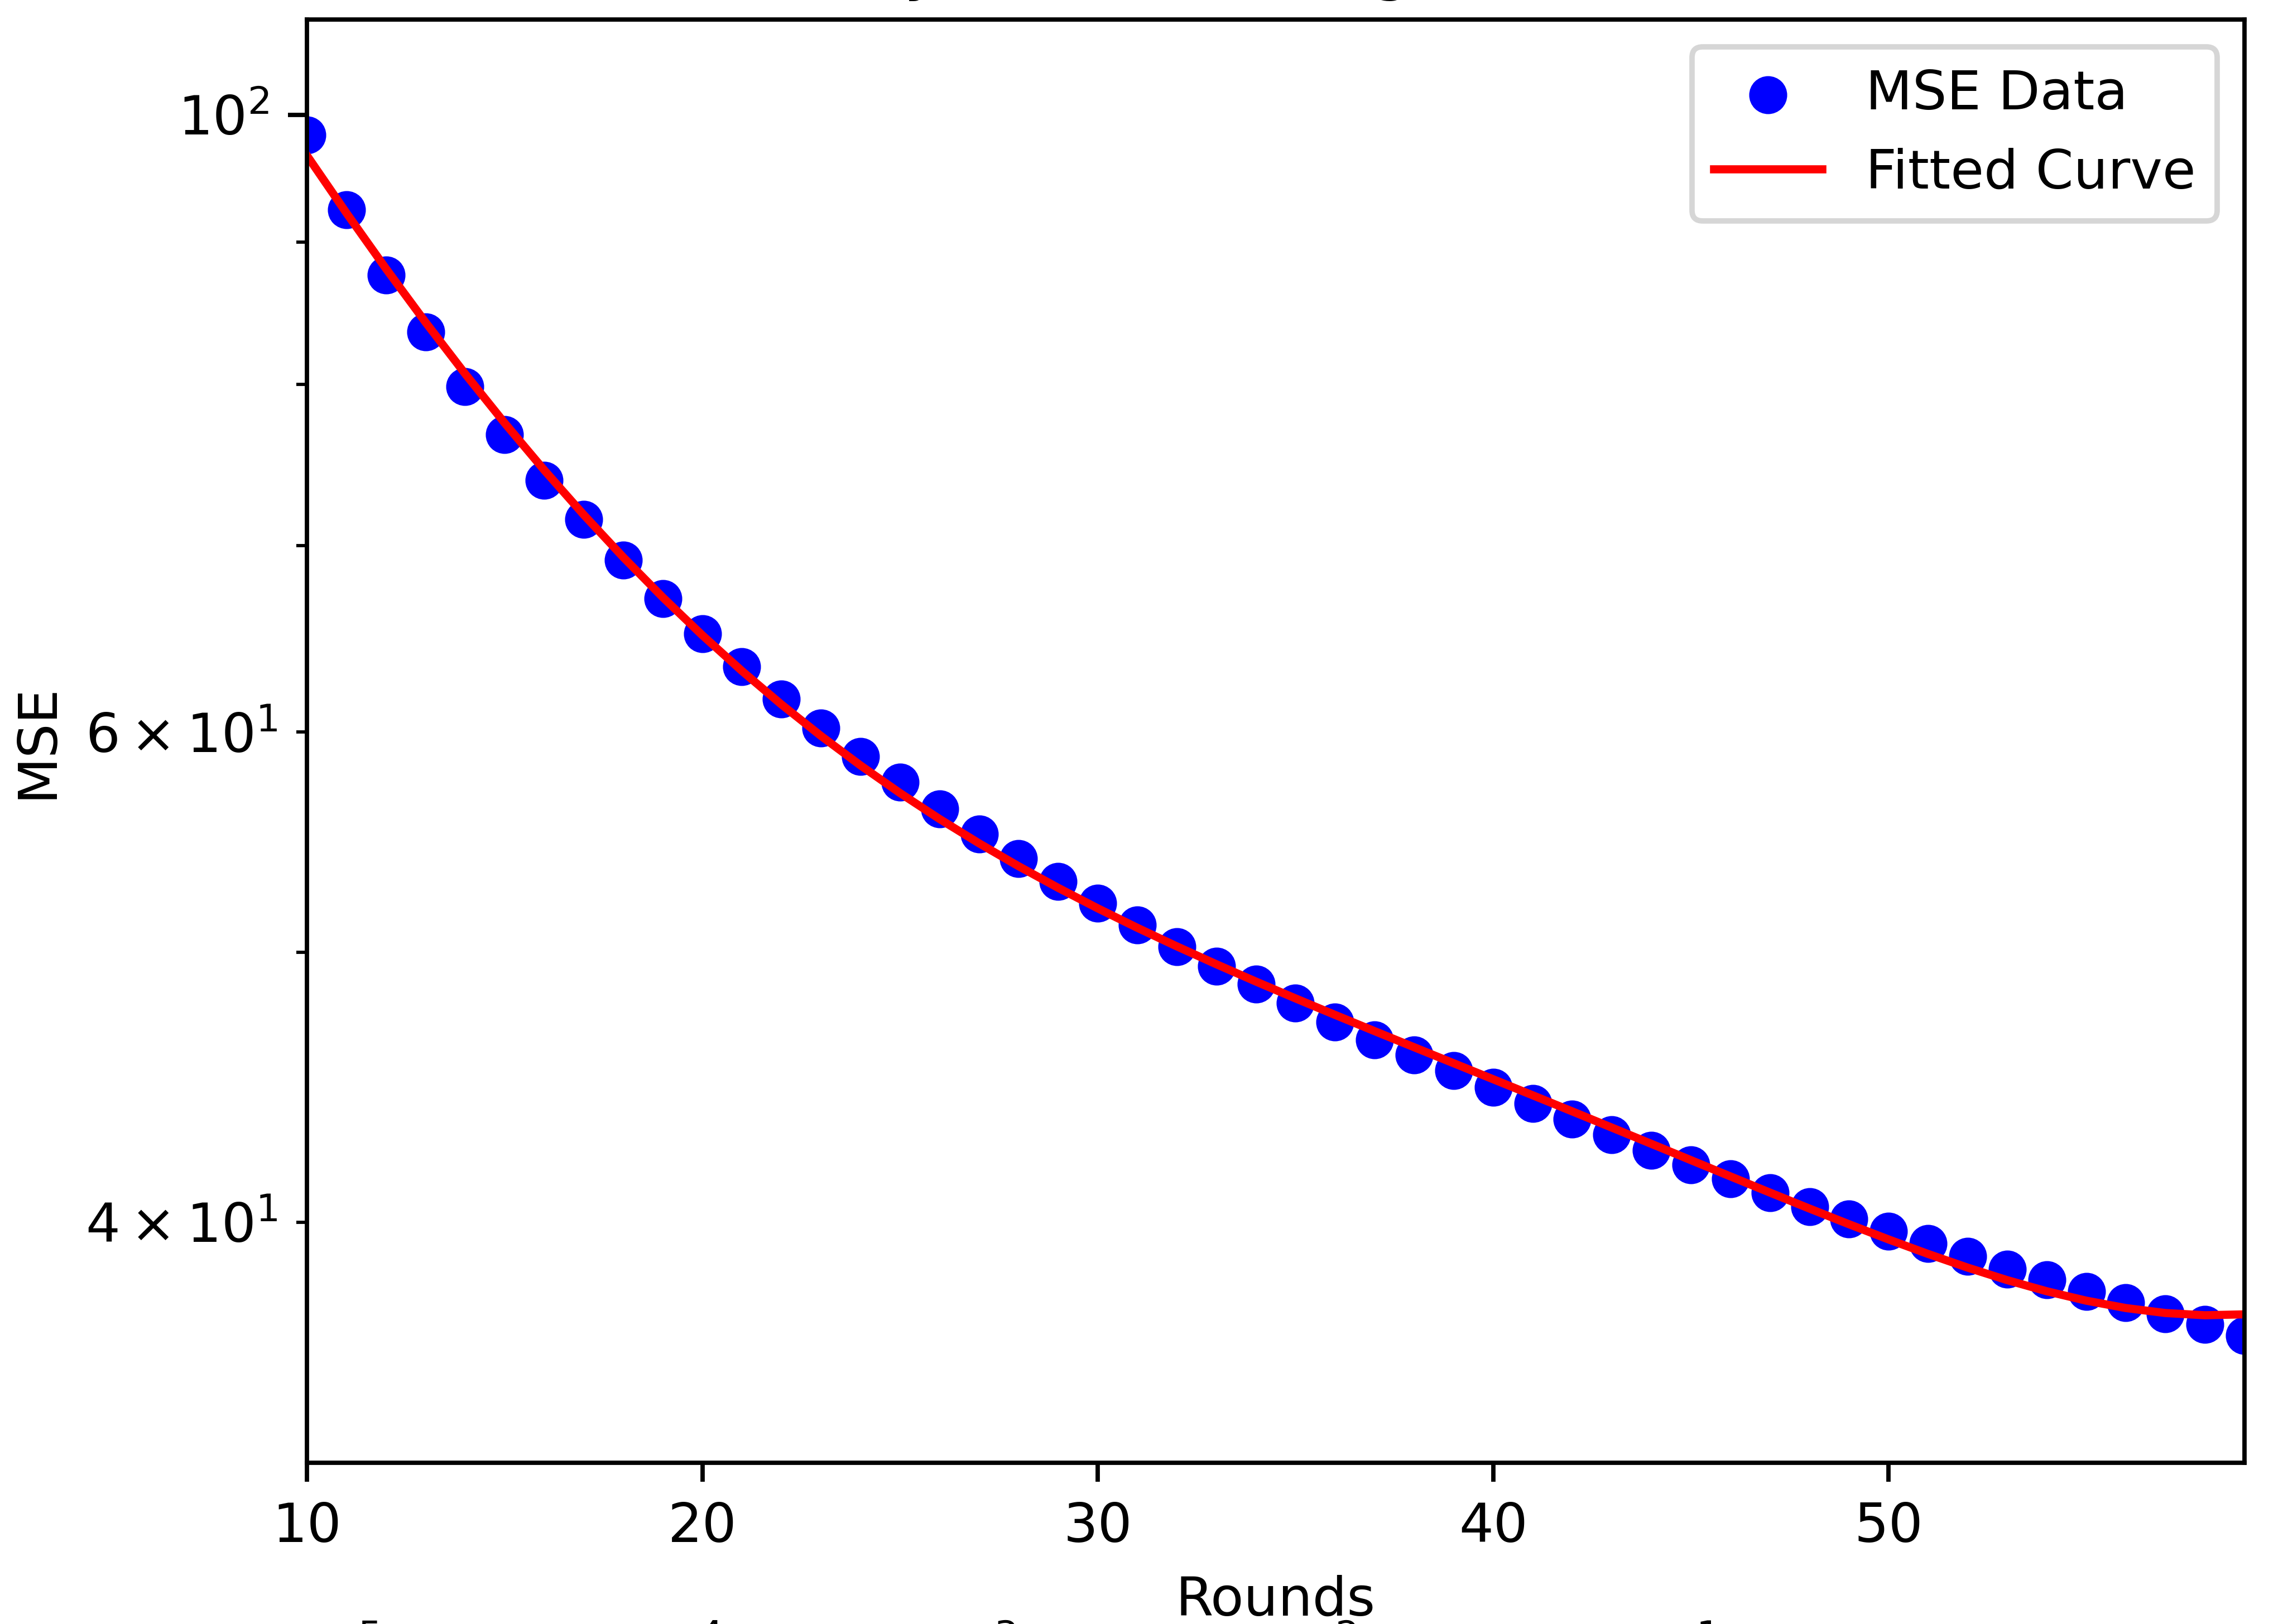 MSE Data
Fitted Curve
10²
6 × 10¹
4 × 10¹
MSE
10 20 30 40 50
Rounds